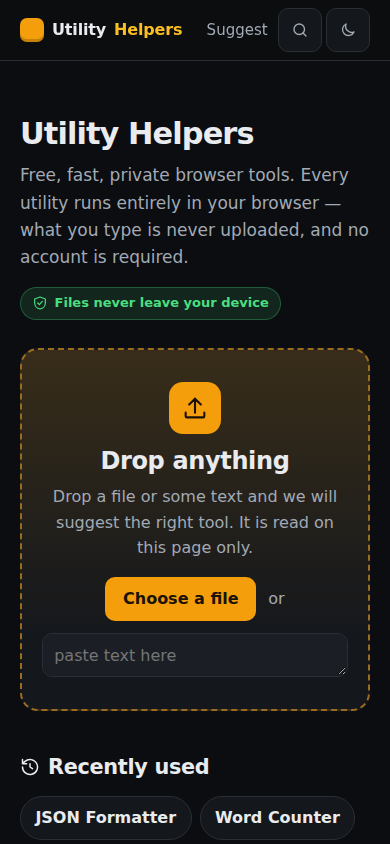 Utility Helpers Suggest
Utility Helpers
Free, fast, private browser tools. Every
utility runs entirely in your browser —
what you type is never uploaded, and no
account is required.
Files never leave your device
Drop anything
Drop a file or some text and we will
suggest the right tool. It is read on
this page only.
Choose a file or
paste text here
Recently used
JSON Formatter Word Counter